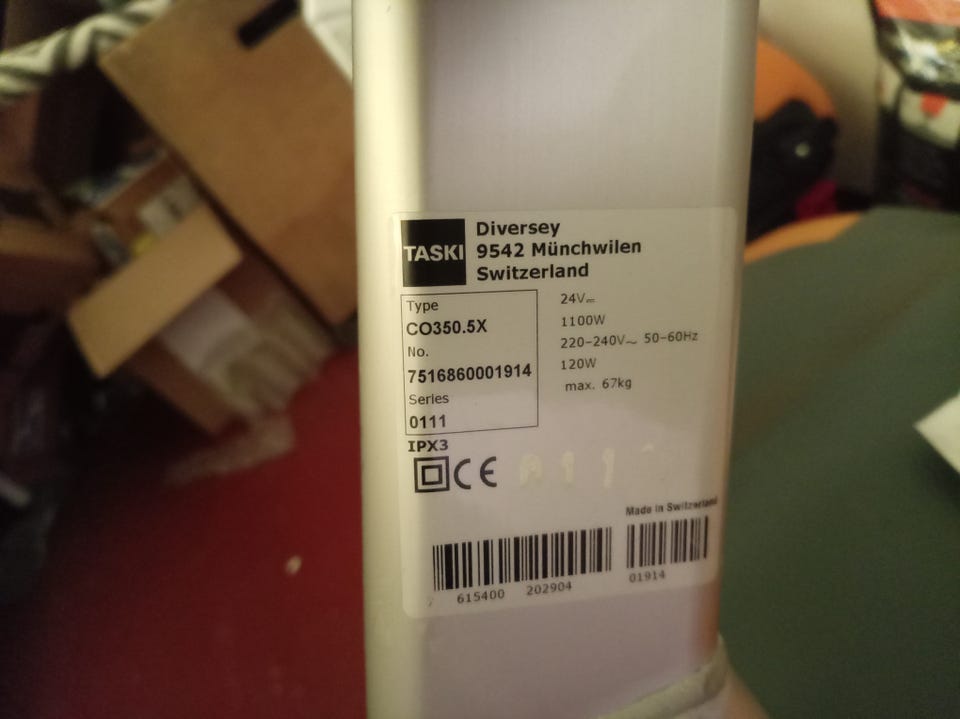 TASKI
Diversey
9542 Münchwilen
Switzerland
Type
CO350.5X
No.
7516860001914
Series
0111
IPX3
CE
24V⎓
1100W
220-240V~ 50-60Hz
120W
max. 67kg
Made in Switzerland
615400 202904
01914